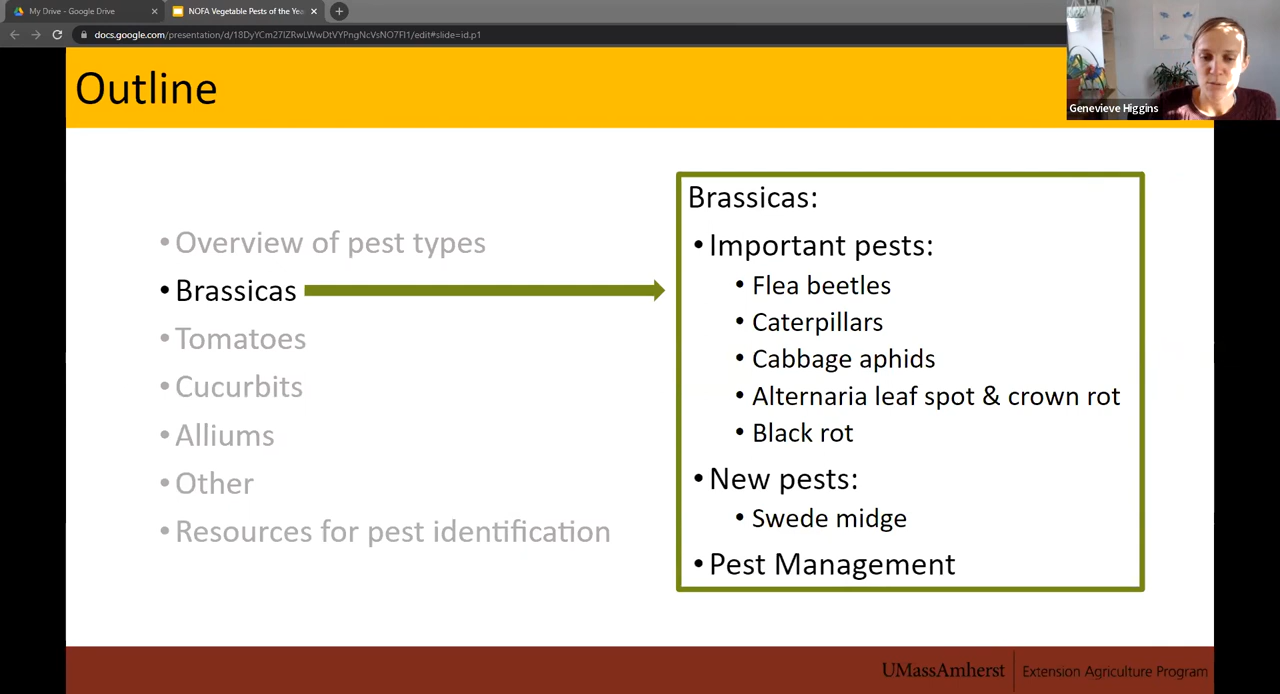 My Drive - Google Drive
NOFA Vegetable Pests of the Yea
docs.google.com/presentation/d/18DyYCm27IZRwLWwDtVYPngNcVsNO7Fl1/edit#slide=id.p1
Outline
Genevieve Higgins
• Overview of pest types
• Brassicas
• Tomatoes
• Cucurbits
• Alliums
• Other
• Resources for pest identification
Brassicas:
• Important pests:
• Flea beetles
• Caterpillars
• Cabbage aphids
• Alternaria leaf spot & crown rot
• Black rot
• New pests:
• Swede midge
• Pest Management
UMassAmherst
Extension Agriculture Program